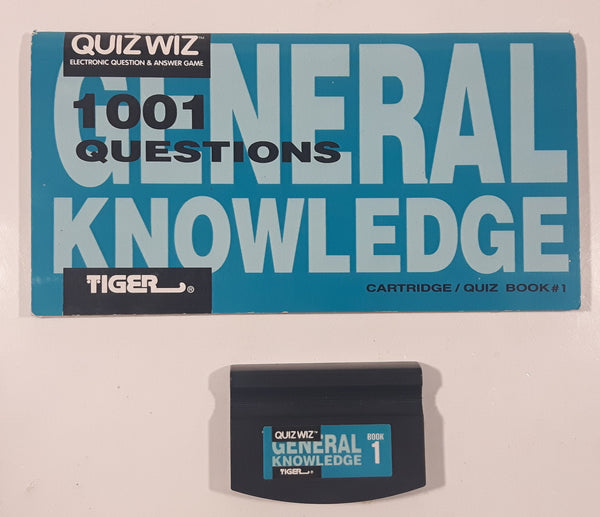 QUIZ WIZ™
ELECTRONIC QUESTION & ANSWER GAME
GENERAL
1001
QUESTIONS
KNOWLEDGE
TIGER®
CARTRIDGE / QUIZ BOOK #1
QUIZ WIZ™
GENERAL
KNOWLEDGE
TIGER®
BOOK
1